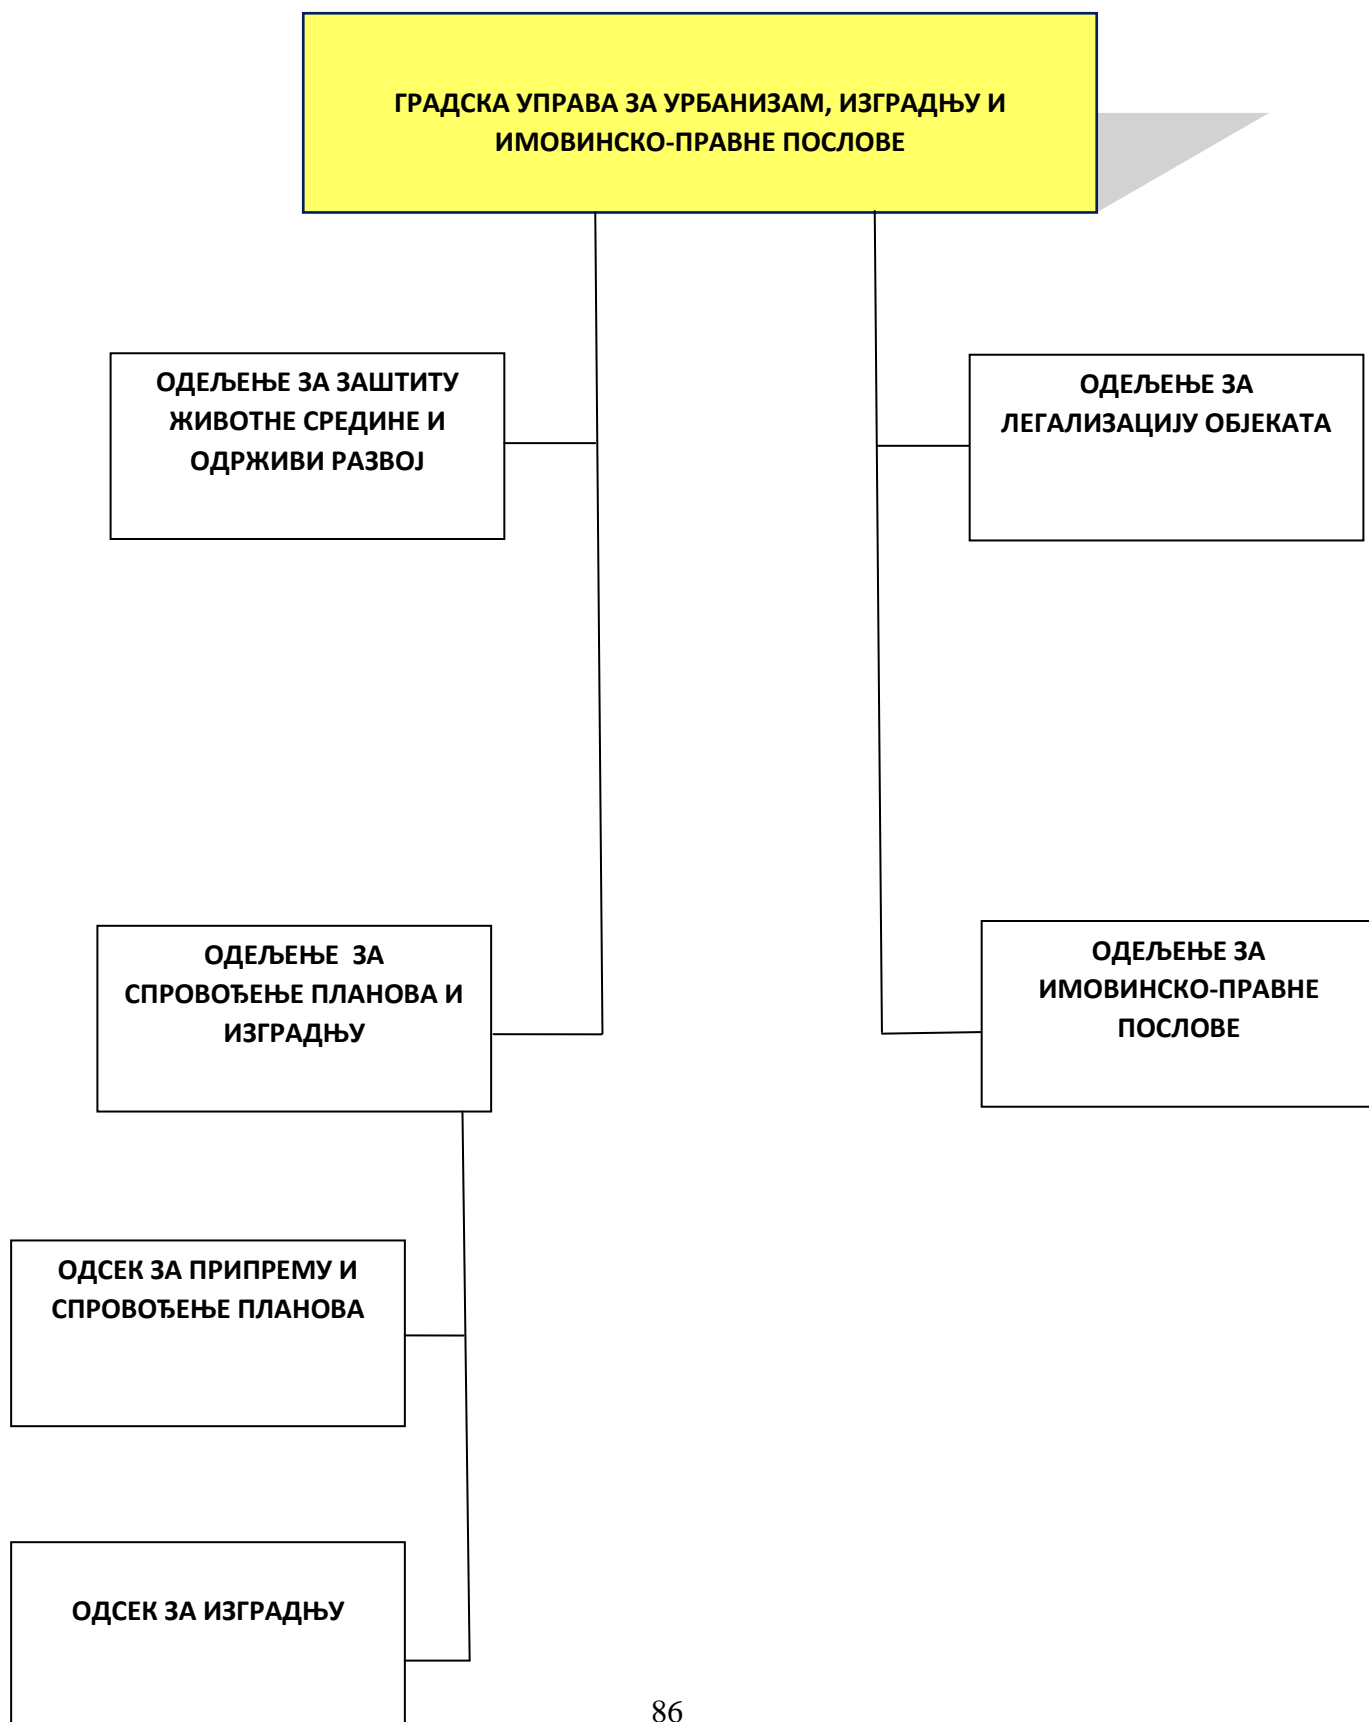 ГРАДСКА УПРАВА ЗА УРБАНИЗАМ, ИЗГРАДЊУ И
ИМОВИНСКО-ПРАВНЕ ПОСЛОВЕ
ОДЕЉЕЊЕ ЗА ЗАШТИТУ
ЖИВОТНЕ СРЕДИНЕ И
ОДРЖИВИ РАЗВОЈ
ОДЕЉЕЊЕ ЗА
ЛЕГАЛИЗАЦИЈУ ОБЈЕКАТА
ОДЕЉЕЊЕ ЗА
СПРОВОЂЕЊЕ ПЛАНОВА И
ИЗГРАДЊУ
ОДЕЉЕЊЕ ЗА
ИМОВИНСКО-ПРАВНЕ
ПОСЛОВЕ
ОДСЕК ЗА ПРИПРЕМУ И
СПРОВОЂЕЊЕ ПЛАНОВА
ОДСЕК ЗА ИЗГРАДЊУ
86